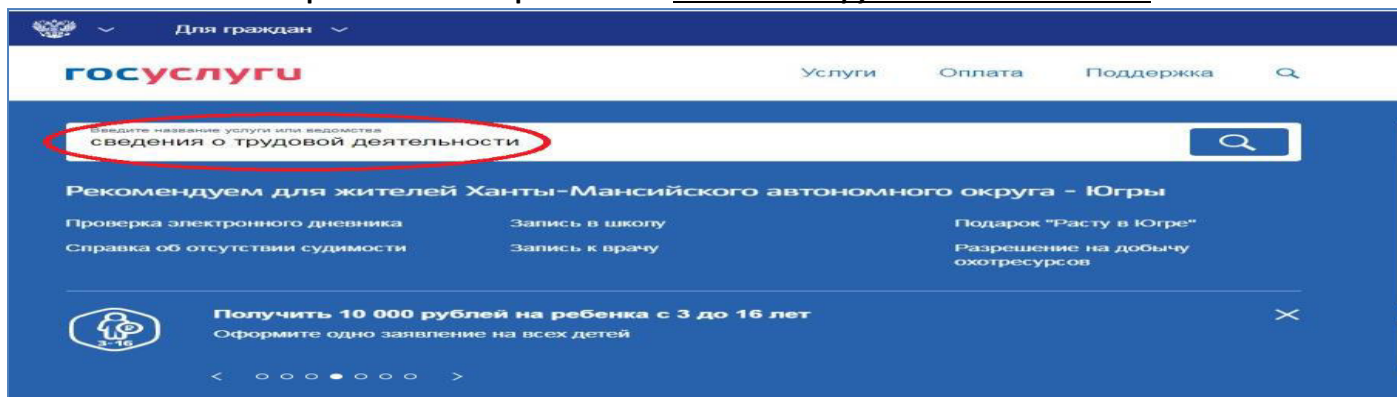 Для граждан
госуслуги
Услуги Оплата Поддержка
Введите название услуги или ведомства
сведения о трудовой деятельности
Рекомендуем для жителей Ханты-Мансийского автономного округа - Югры
Проверка электронного дневника Запись в школу Подарок "Расту в Югре"
Справка об отсутствии судимости Запись к врачу Разрешение на добычу
охотресурсов
Получить 10 000 рублей на ребенка с 3 до 16 лет
Оформите одно заявление на всех детей
3-16